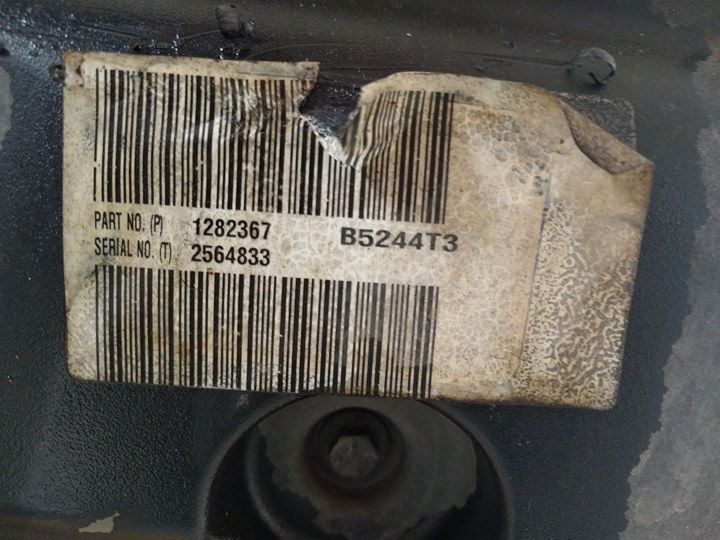 PART NO. (P) 1282367 B5244T3
SERIAL NO. (T) 2564833